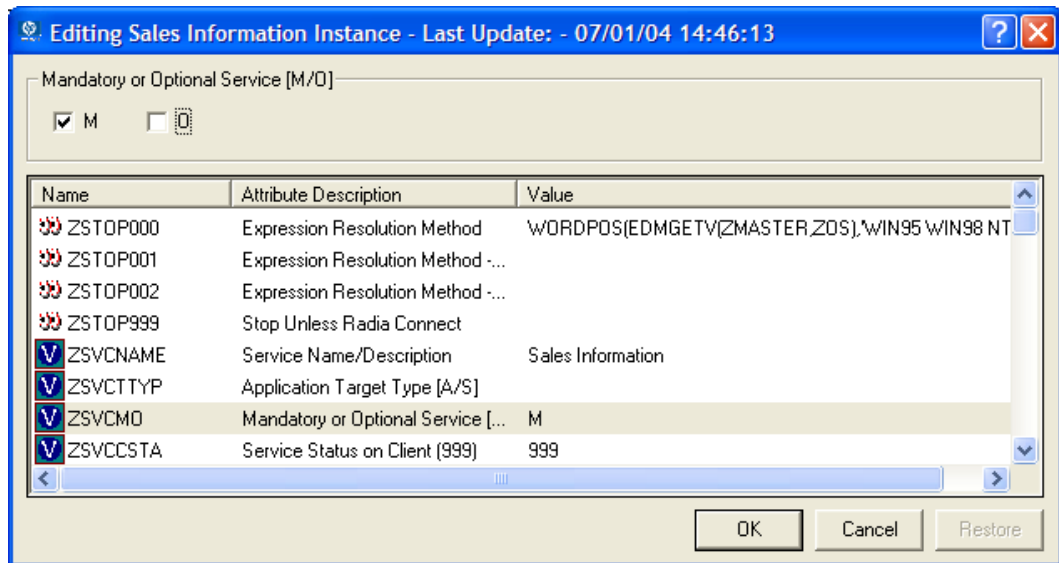 Editing Sales Information Instance - Last Update: - 07/01/04 14:46:13
Mandatory or Optional Service [M/O]
M O
Name Attribute Description Value
ZSTOP000 Expression Resolution Method WORDPOS(EDMGETV(ZMASTER,ZOS),'WIN95 WIN98 NT
ZSTOP001 Expression Resolution Method -...
ZSTOP002 Expression Resolution Method -...
ZSTOP999 Stop Unless Radia Connect
ZSVCNAME Service Name/Description Sales Information
ZSVCTTYP Application Target Type [A/S]
ZSVCMO Mandatory or Optional Service [... M
ZSVCCSTA Service Status on Client (999) 999
OK Cancel Restore